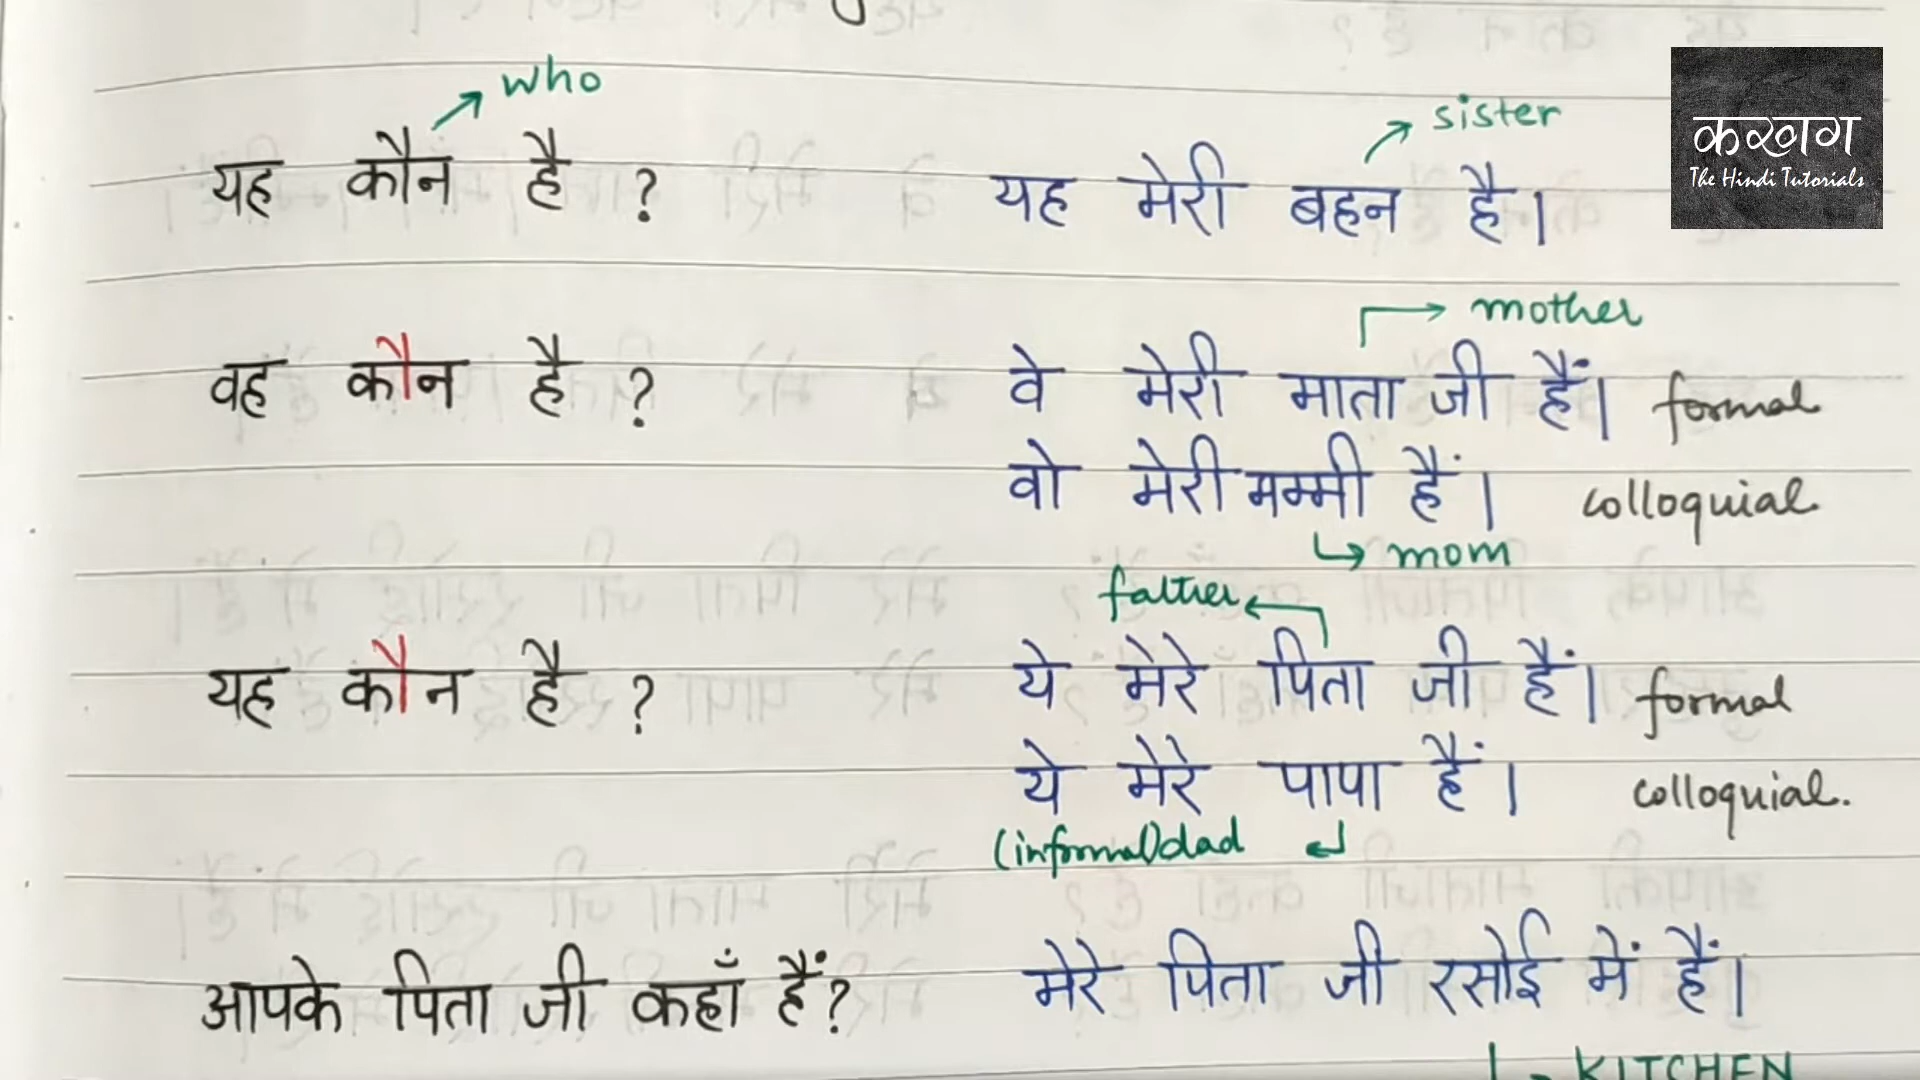 who
sister
कखग
The Hindi Tutorials
यह कौन है ? यह मेरी बहन है।
mother
वह कौन है ? वे मेरी माता जी हैं। formal
वो मेरी मम्मी हैं। colloquial.
mom
father
यह कौन है ? ये मेरे पिता जी हैं। formal
ये मेरे पापा हैं। colloquial.
(informal) dad
आपके पिता जी कहाँ हैं? मेरे पिता जी रसोई में हैं।
KITCHEN